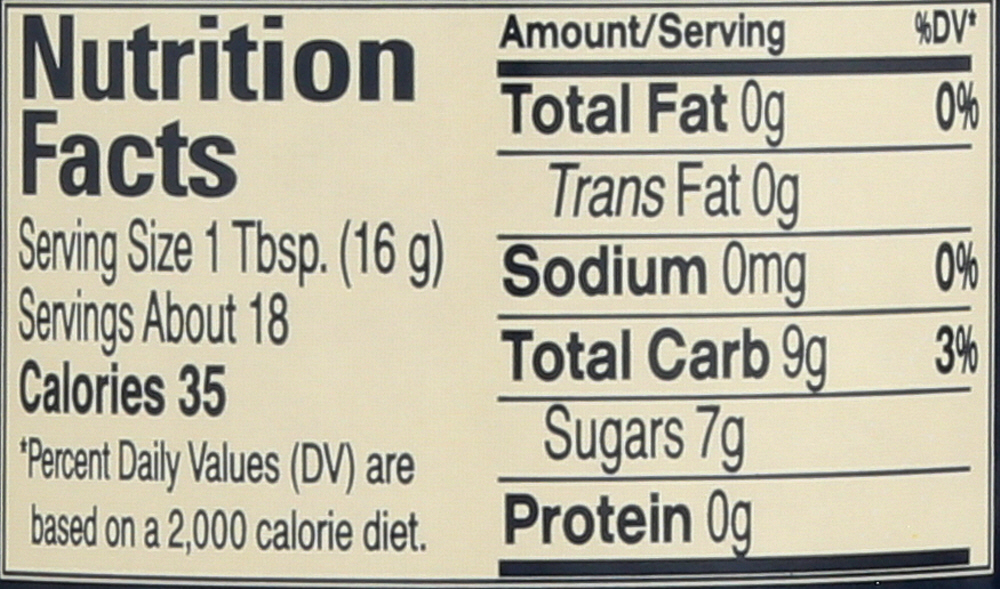 Nutrition
Facts
Serving Size 1 Tbsp. (16 g)
Servings About 18
Calories 35
*Percent Daily Values (DV) are
based on a 2,000 calorie diet.
Amount/Serving %DV*
Total Fat 0g 0%
Trans Fat 0g
Sodium 0mg 0%
Total Carb 9g 3%
Sugars 7g
Protein 0g